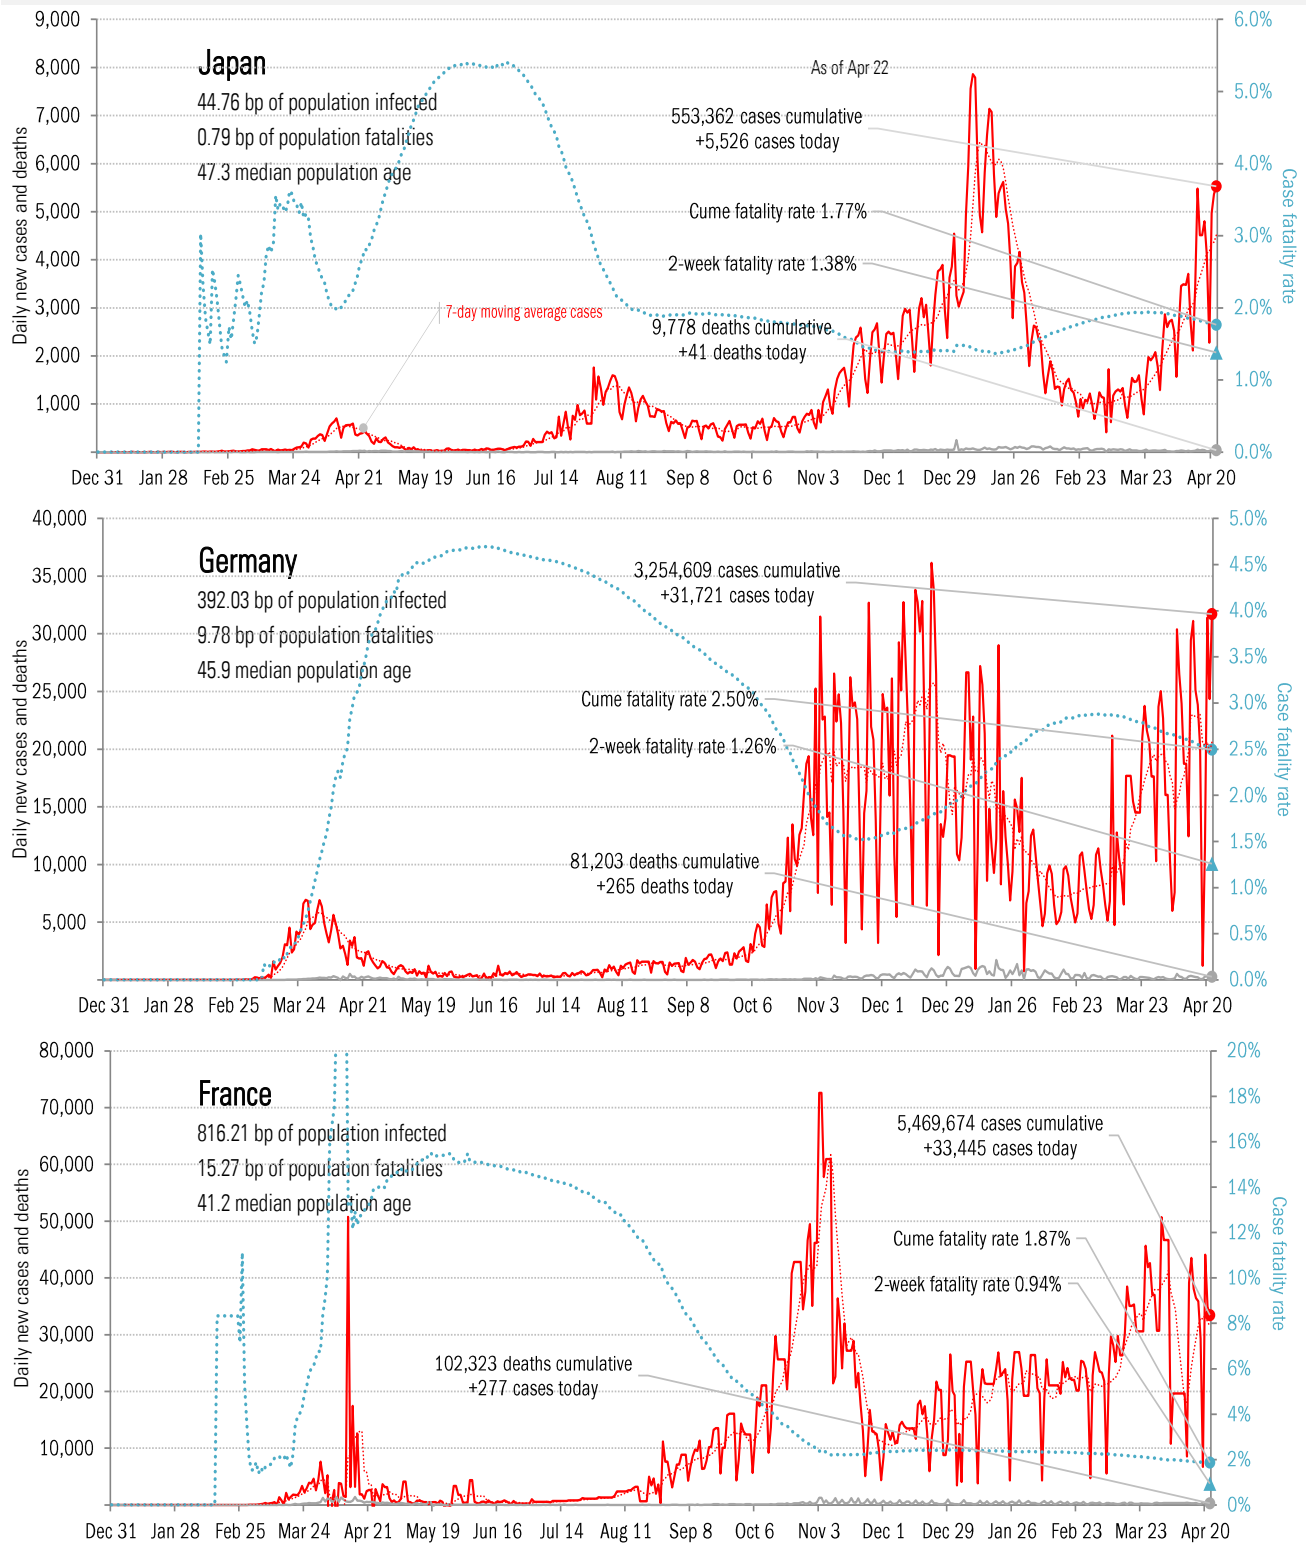 9,000
8,000
7,000
6,000
5,000
4,000
3,000
2,000
1,000
Daily new cases and deaths
Japan
44.76 bp of population infected
0.79 bp of population fatalities
47.3 median population age
As of Apr 22
553,362 cases cumulative
+5,526 cases today
Cume fatality rate 1.77%
2-week fatality rate 1.38%
7-day moving average cases
9,778 deaths cumulative
+41 deaths today
6.0%
5.0%
4.0%
3.0%
2.0%
1.0%
0.0%
Case fatality rate
Dec 31 Jan 28 Feb 25 Mar 24 Apr 21 May 19 Jun 16 Jul 14 Aug 11 Sep 8 Oct 6 Nov 3 Dec 1 Dec 29 Jan 26 Feb 23 Mar 23 Apr 20
40,000
35,000
30,000
25,000
20,000
15,000
10,000
5,000
Daily new cases and deaths
Germany
392.03 bp of population infected
9.78 bp of population fatalities
45.9 median population age
3,254,609 cases cumulative
+31,721 cases today
Cume fatality rate 2.50%
2-week fatality rate 1.26%
81,203 deaths cumulative
+265 deaths today
5.0%
4.5%
4.0%
3.5%
3.0%
2.5%
2.0%
1.5%
1.0%
0.5%
0.0%
Case fatality rate
Dec 31 Jan 28 Feb 25 Mar 24 Apr 21 May 19 Jun 16 Jul 14 Aug 11 Sep 8 Oct 6 Nov 3 Dec 1 Dec 29 Jan 26 Feb 23 Mar 23 Apr 20
80,000
70,000
60,000
50,000
40,000
30,000
20,000
10,000
Daily new cases and deaths
France
816.21 bp of population infected
15.27 bp of population fatalities
41.2 median population age
5,469,674 cases cumulative
+33,445 cases today
Cume fatality rate 1.87%
2-week fatality rate 0.94%
102,323 deaths cumulative
+277 cases today
20%
18%
16%
14%
12%
10%
8%
6%
4%
2%
0%
Case fatality rate
Dec 31 Jan 28 Feb 25 Mar 24 Apr 21 May 19 Jun 16 Jul 14 Aug 11 Sep 8 Oct 6 Nov 3 Dec 1 Dec 29 Jan 26 Feb 23 Mar 23 Apr 20